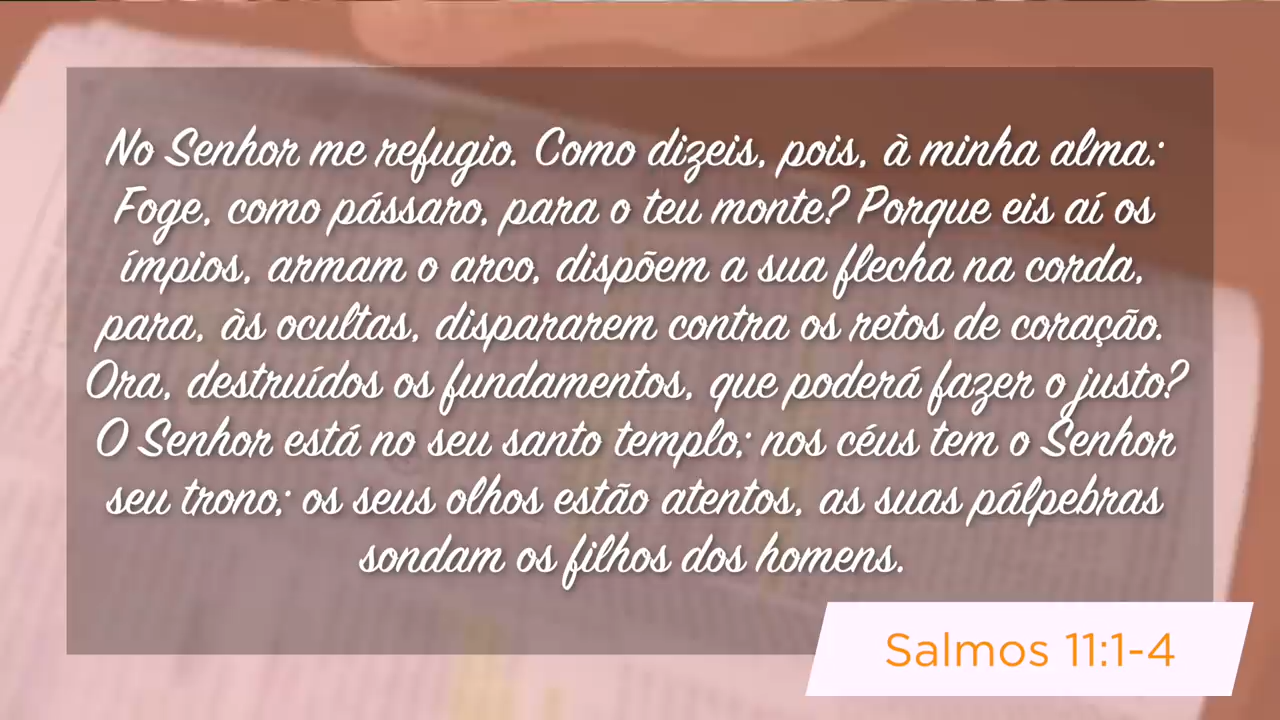 No Senhor me refugio. Como dizeis, pois, à minha alma:
Foge, como pássaro, para o teu monte? Porque eis aí os
ímpios, armam o arco, dispõem a sua flecha na corda,
para, às ocultas, dispararem contra os retos de coração.
Ora, destruídos os fundamentos, que poderá fazer o justo?
O Senhor está no seu santo templo; nos céus tem o Senhor
seu trono; os seus olhos estão atentos, as suas pálpebras
sondam os filhos dos homens.
Salmos 11:1-4